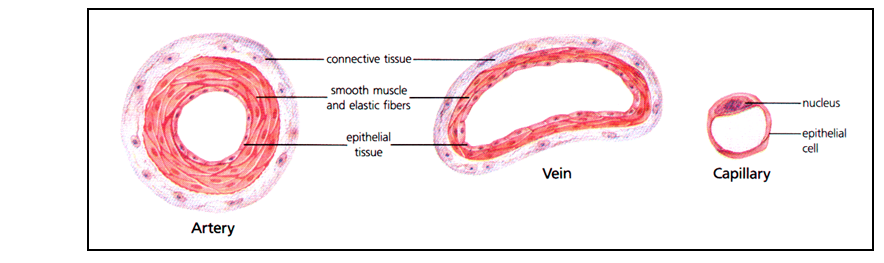 connective tissue
smooth muscle
and elastic fibers
epithelial
tissue
nucleus
epithelial
cell
Artery
Vein
Capillary